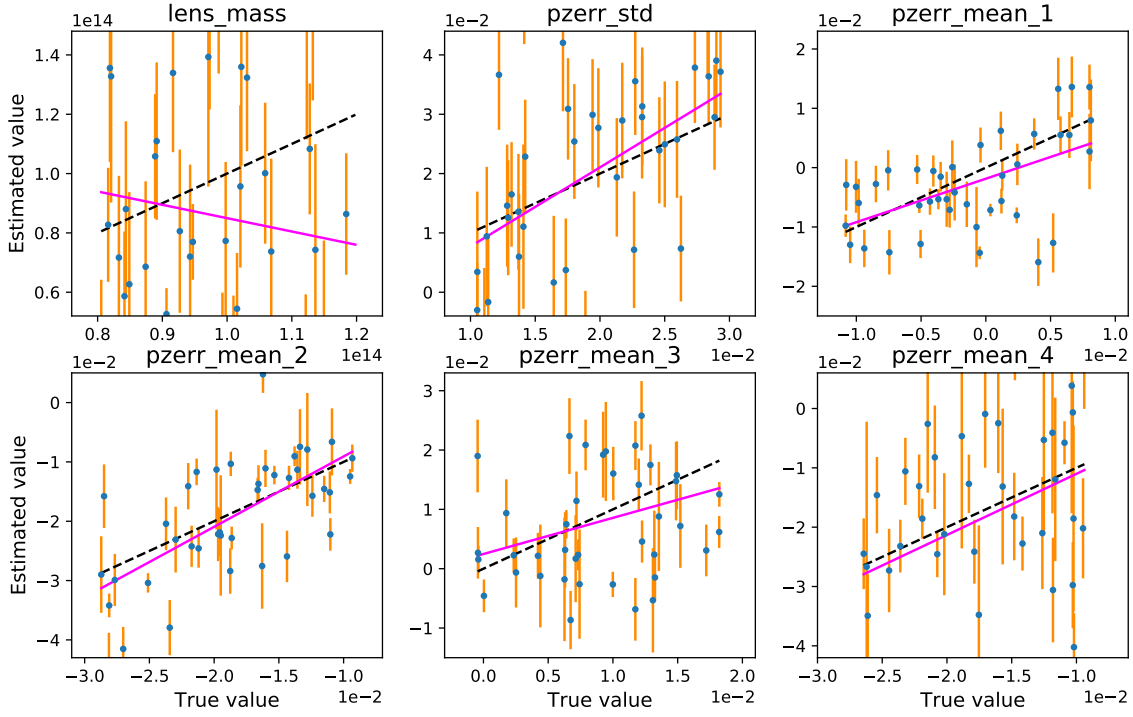 lens_mass
pzerr_std
pzerr_mean_1
1e14
1e−2
1e−2
Estimated value
1.4
1.2
1.0
0.8
0.6
4
3
2
1
0
2
1
0
−1
−2
0.8 0.9 1.0 1.1 1.2
1.0 1.5 2.0 2.5 3.0
−1.0 −0.5 0.0 0.5 1.0
1e14
1e−2
1e−2
pzerr_mean_2
pzerr_mean_3
pzerr_mean_4
1e−2
1e−2
1e−2
Estimated value
0
−1
−2
−3
−4
3
2
1
0
−1
0
−1
−2
−3
−4
−3.0 −2.5 −2.0 −1.5 −1.0
0.0 0.5 1.0 1.5 2.0
−3.0 −2.5 −2.0 −1.5 −1.0
True value
True value
True value
1e−2
1e−2
1e−2